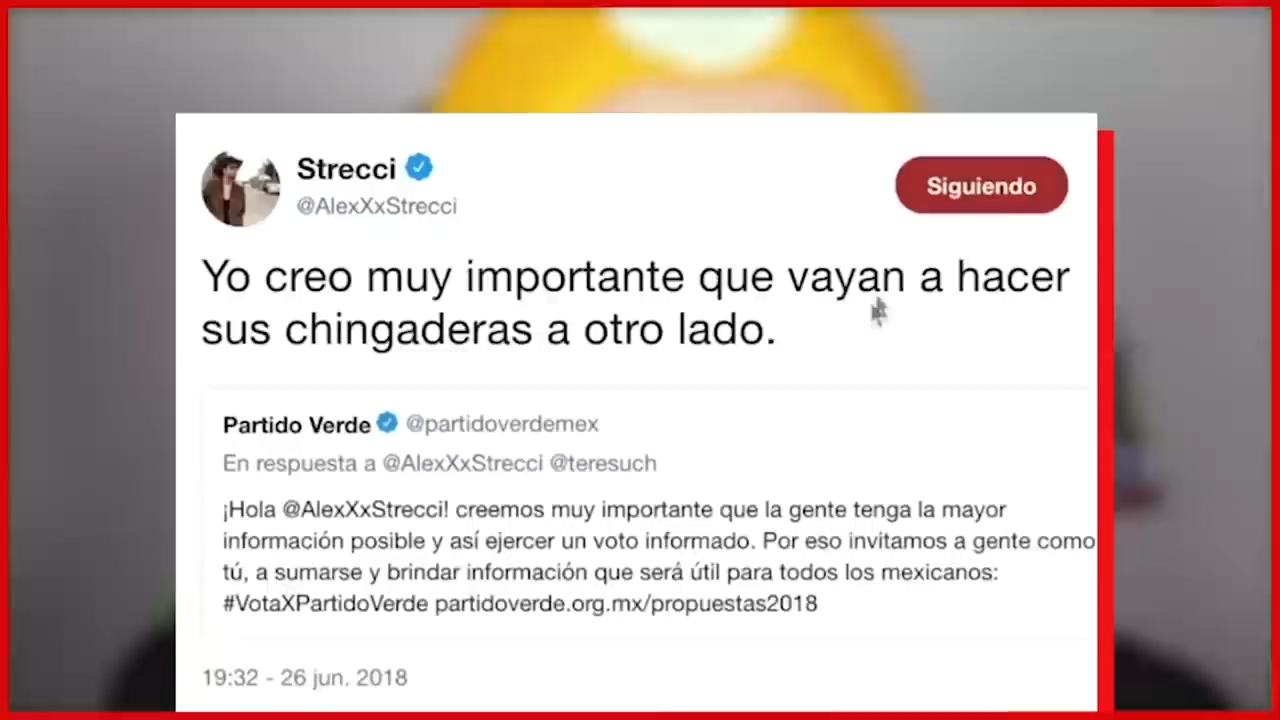 Strecci
@AlexXxStrecci
Siguiendo
Yo creo muy importante que vayan a hacer
sus chingaderas a otro lado.
Partido Verde @partidoverdemex
En respuesta a @AlexXxStrecci @teresuch
¡Hola @AlexXxStrecci! creemos muy importante que la gente tenga la mayor
información posible y así ejercer un voto informado. Por eso invitamos a gente como
tú, a sumarse y brindar información que será útil para todos los mexicanos:
#VotaXPartidoVerde partidoverde.org.mx/propuestas2018
19:32 - 26 jun. 2018